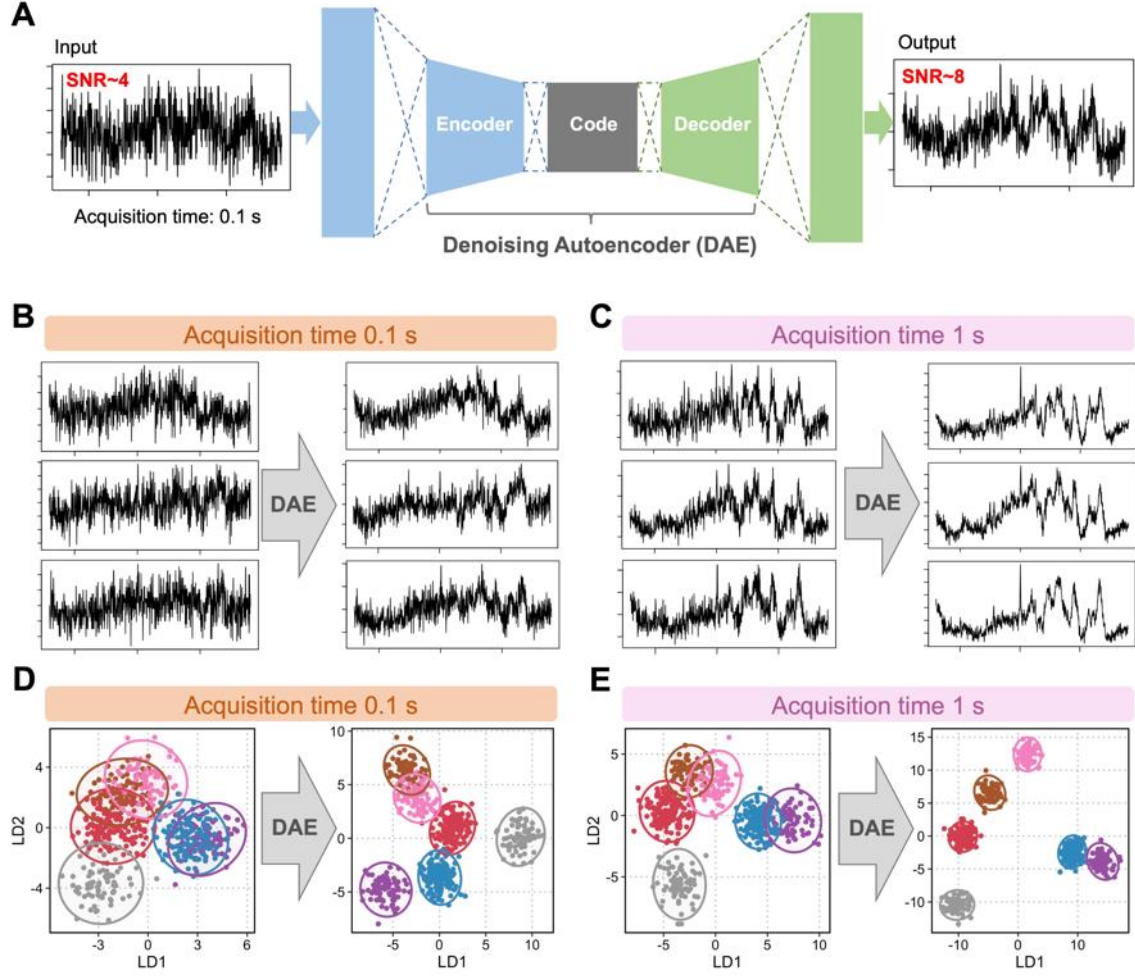 A
Input
SNR~4
Acquisition time: 0.1 s
Encoder
Code
Decoder
Denoising Autoencoder (DAE)
Output
SNR~8
B
Acquisition time 0.1 s
DAE
C
Acquisition time 1 s
DAE
D
Acquisition time 0.1 s
LD2
4
0
-4
-3 0 3 6
LD1
DAE
10
5
0
-5
-5 0 5 10
LD1
E
Acquisition time 1 s
LD2
5
0
-5
-5 0 5 10
LD1
DAE
15
10
5
0
-5
-10
-10 0 10
LD1